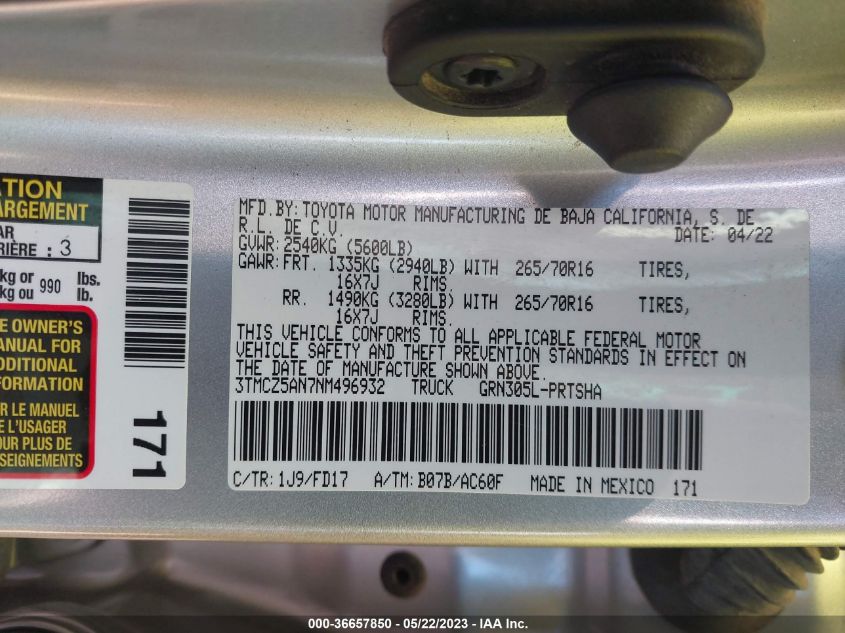 ATION
ARGEMENT
AR
RIÈRE : 3
kg or 990 lbs.
kg ou lb.
E OWNER'S
MANUAL FOR
ADDITIONAL
FORMATION
R LE MANUEL
E L'USAGER
OUR PLUS DE
SEIGNEMENTS
171
MFD. BY: TOYOTA MOTOR MANUFACTURING DE BAJA CALIFORNIA, S. DE
R.L. DE C.V. DATE: 04/22
GVWR: 2540KG (5600LB)
GAWR: FRT. 1335KG (2940LB) WITH 265/70R16 TIRES,
16X7J RIMS.
RR. 1490KG (3280LB) WITH 265/70R16 TIRES,
16X7J RIMS.
THIS VEHICLE CONFORMS TO ALL APPLICABLE FEDERAL MOTOR
VEHICLE SAFETY AND THEFT PREVENTION STANDARDS IN EFFECT ON
THE DATE OF MANUFACTURE SHOWN ABOVE.
3TMCZ5AN7NM496932 TRUCK GRN305L-PRTSHA
C/TR: 1J9/FD17 A/TM: B07B/AC60F MADE IN MEXICO 171
000-36657850 / 05/22/2023 - IAA Inc.